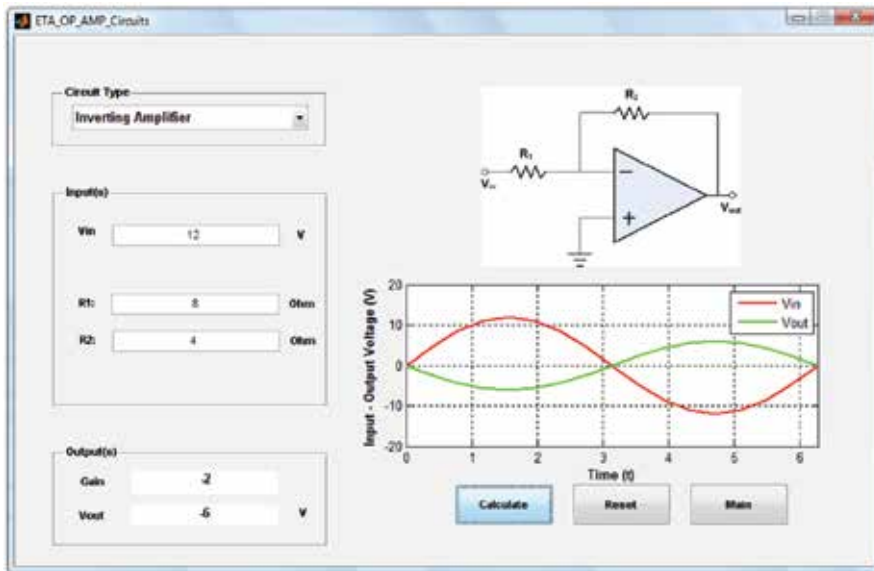 ETA_OP_AMP_Circuits
Circuit Type
Inverting Amplifier
Input(s)
Vin 12 V
R1: 8 Ohm
R2: 4 Ohm
Output(s)
Gain -2
Vout -6 V
R₂
R₁
Vin
Vout
Input - Output Voltage (V)
20
10
0
-10
-20
Vin
Vout
0 1 2 3 4 5 6
Time (t)
Calculate Reset Main